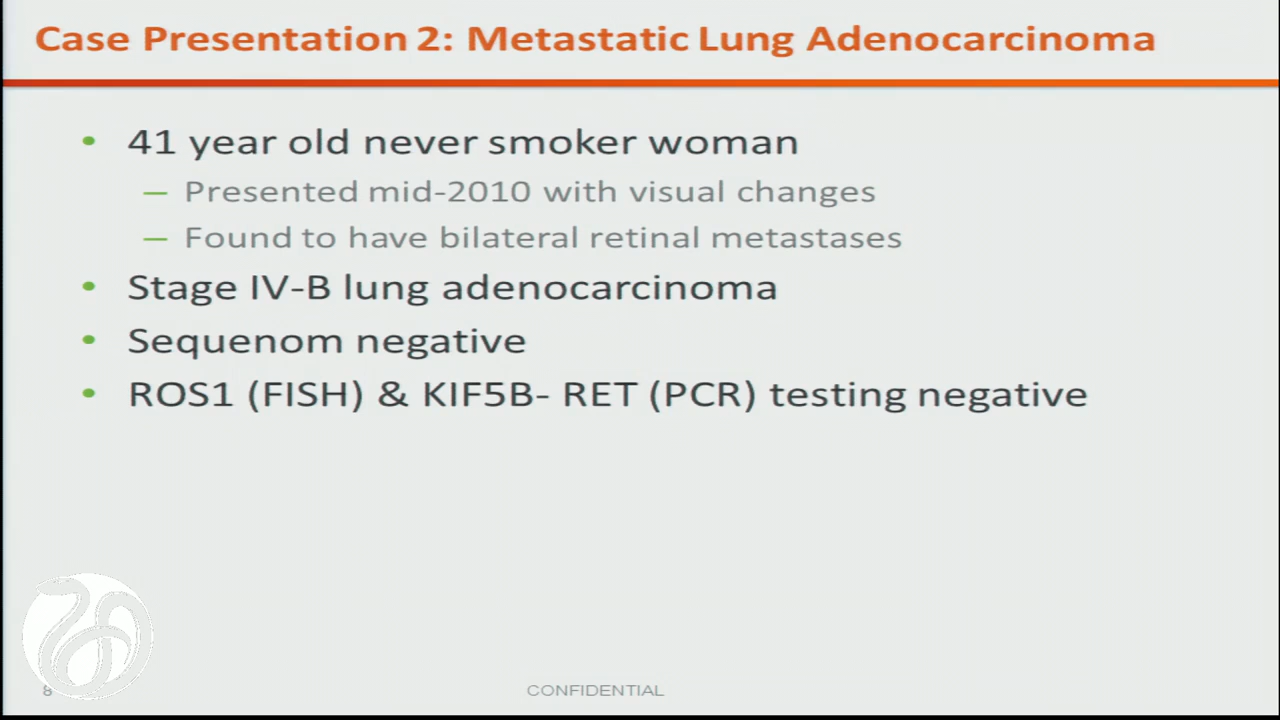 Case Presentation 2: Metastatic Lung Adenocarcinoma
• 41 year old never smoker woman
– Presented mid-2010 with visual changes
– Found to have bilateral retinal metastases
• Stage IV-B lung adenocarcinoma
• Sequenom negative
• ROS1 (FISH) & KIF5B- RET (PCR) testing negative
8 CONFIDENTIAL